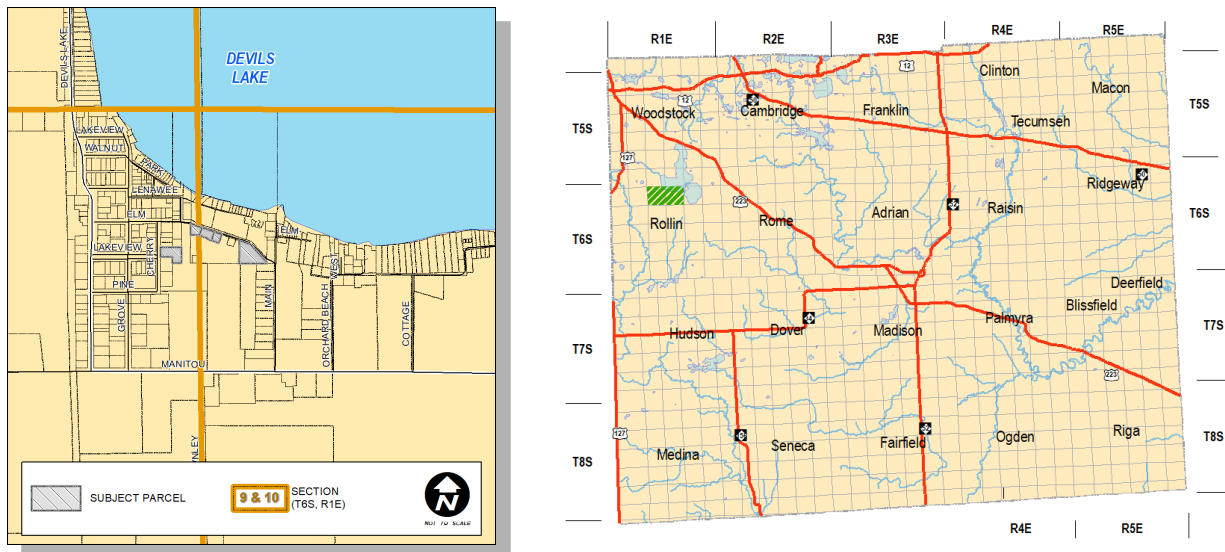 DEVILS LAKE
DEVILS
LAKE
LAKEVIEW
WALNUT
PARK
LENAWEE
ELM
ELM
LAKEVIEW
CHERRY
PINE
GROVE
MAIN
ORCHARD BEACH
WEST
COTTAGE
MANITOU
NLEY
SUBJECT PARCEL
9 & 10
SECTION
(T6S, R1E)
N
NOT TO SCALE
R1E
R2E
R3E
R4E
R5E
12
Clinton
Macon
T5S
T5S
Woodstock
12
Cambridge
Franklin
Tecumseh
127
Ridgeway
223
Rollin
Rome
Adrian
Raisin
T6S
T6S
Deerfield
Blissfield
Hudson
Dover
Madison
Palmyra
T7S
T7S
223
127
Medina
Seneca
Fairfield
Ogden
Riga
T8S
T8S
R4E
R5E